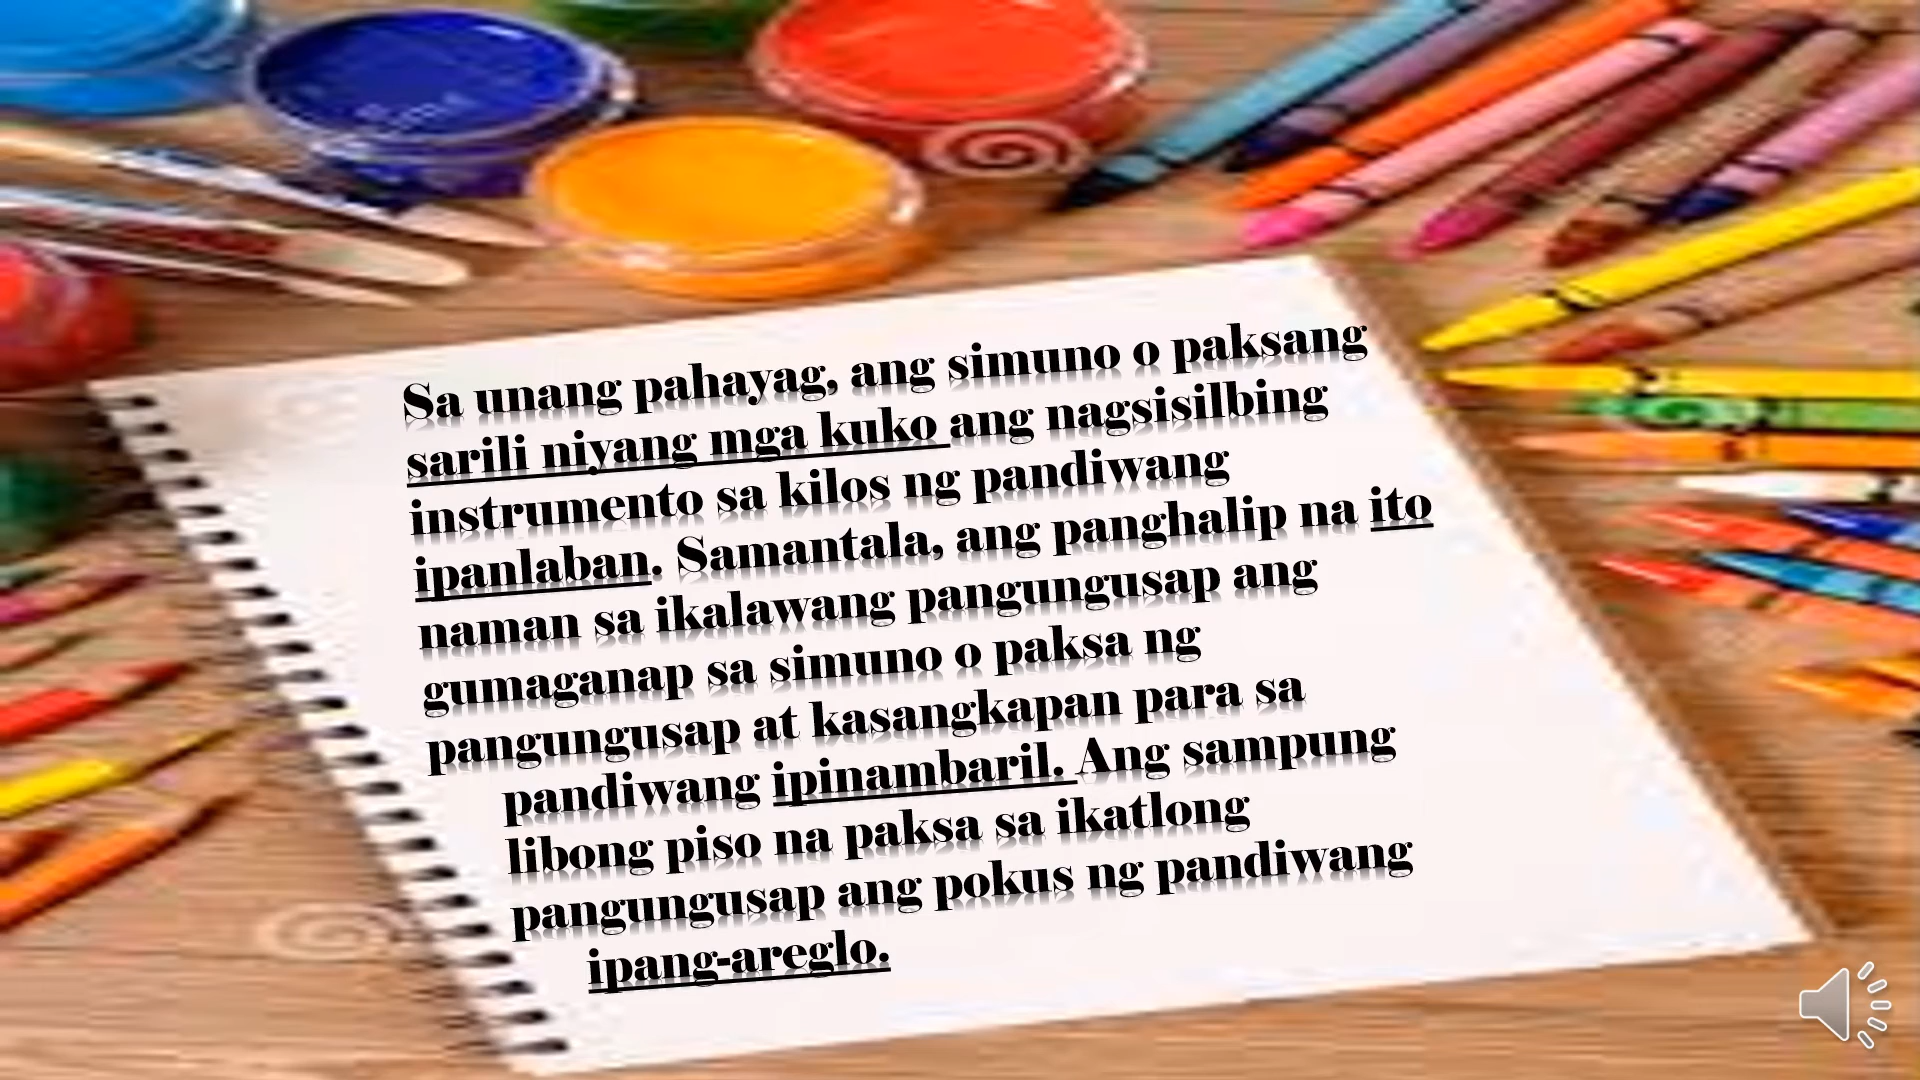 Sa unang pahayag, ang simuno o paksang
sarili niyang mga kuko ang nagsisilbing
instrumento sa kilos ng pandiwang
ipanlaban. Samantala, ang panghalip na ito
naman sa ikalawang pangungusap ang
gumaganap sa simuno o paksa ng
pangungusap at kasangkapan para sa
pandiwang ipinambaril. Ang sampung
libong piso na paksa sa ikatlong
pangungusap ang pokus ng pandiwang
ipang-areglo.